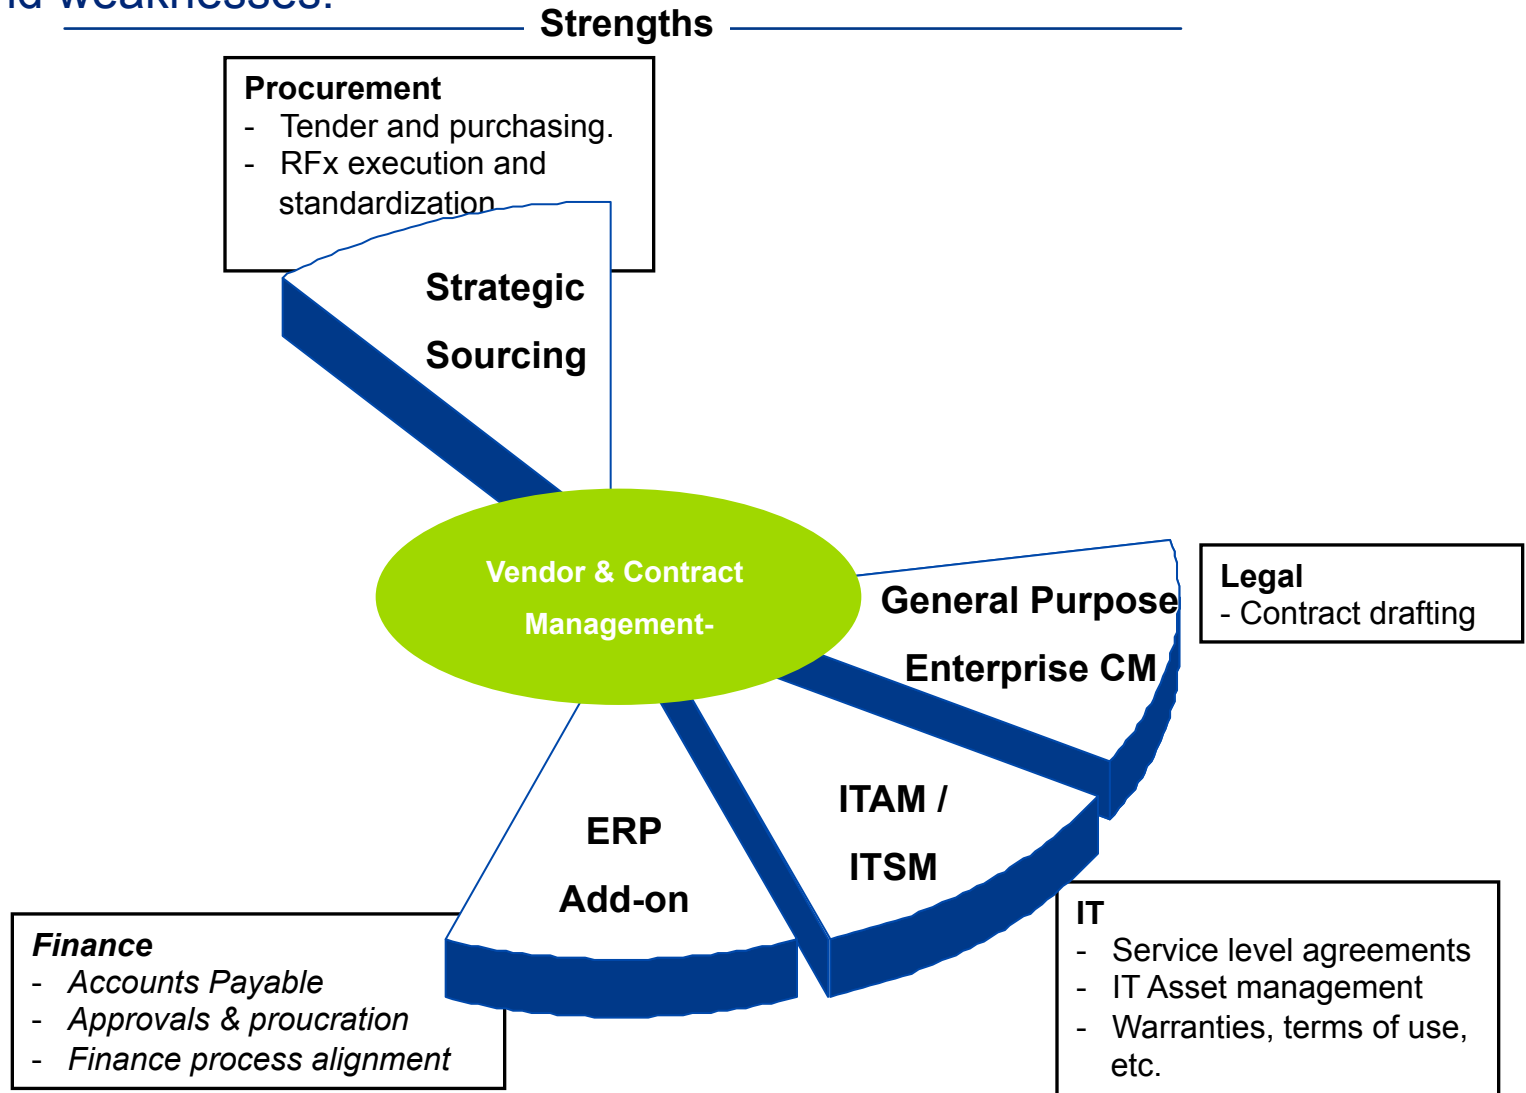 nd weaknesses.
Strengths
Procurement
- Tender and purchasing.
- RFx execution and
standardization
Strategic
Sourcing
Vendor & Contract
Management-
General Purpose
Enterprise CM
Legal
- Contract drafting
ITAM /
ITSM
ERP
Add-on
Finance
- Accounts Payable
- Approvals & proucration
- Finance process alignment
IT
- Service level agreements
- IT Asset management
- Warranties, terms of use,
etc.